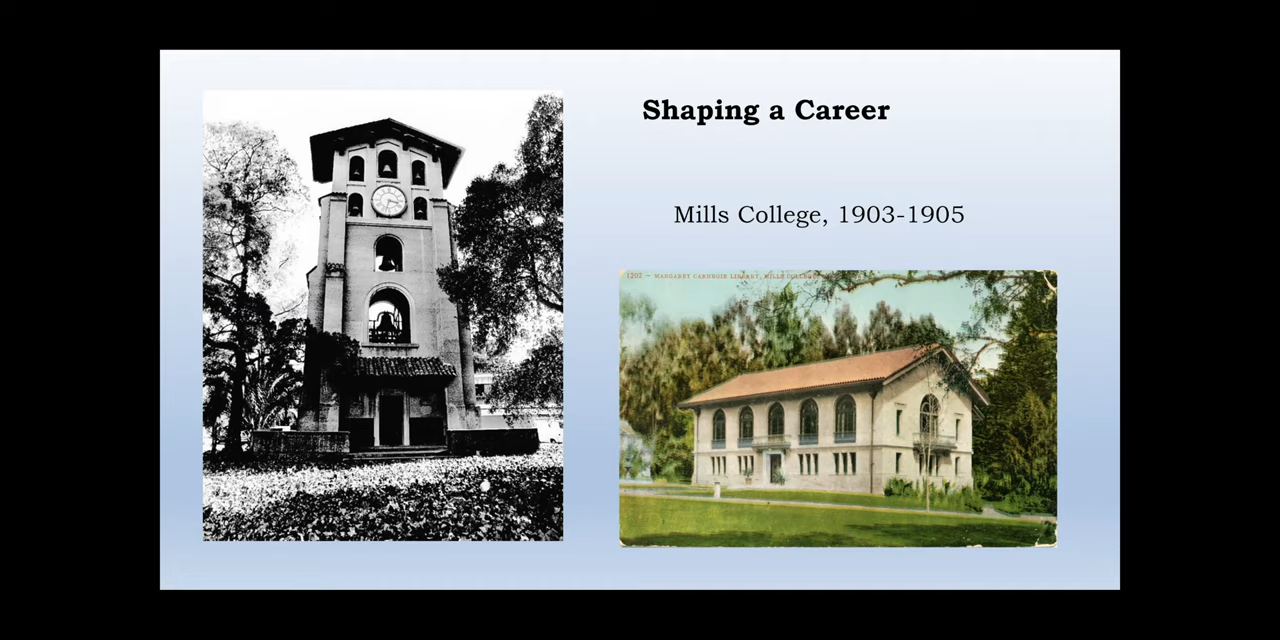 Shaping a Career
Mills College, 1903-1905
1202 — MARGARET CARNEGIE LIBRARY, MILLS COLLEGE